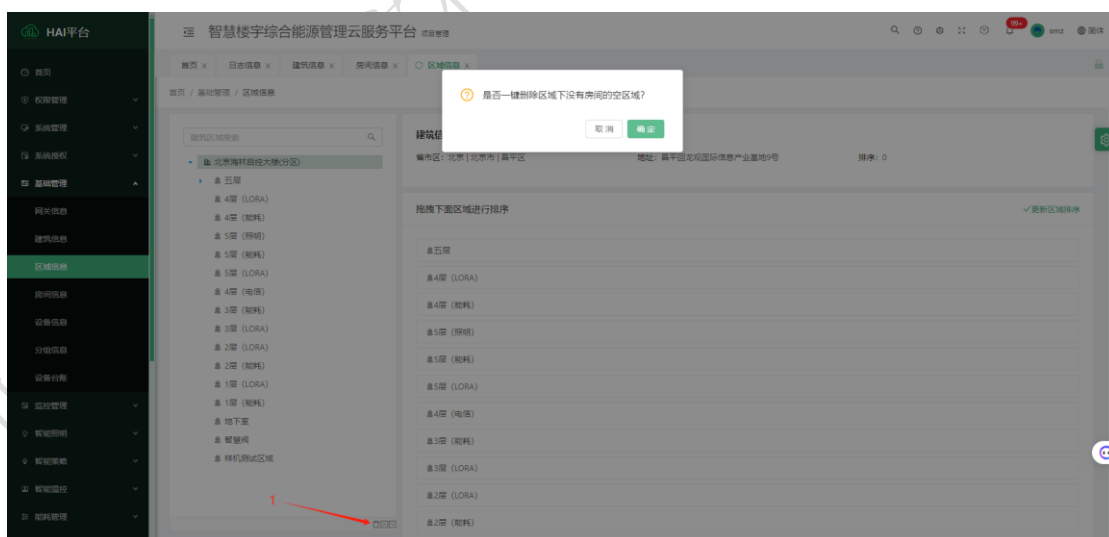 HAI平台
智慧楼宇综合能源管理云服务平台 项目管理
99+
smz
简体
首页
权限管理
系统管理
系统授权
基础管理
网关信息
建筑信息
区域信息
房间信息
设备信息
分组信息
设备台账
监控管理
智能照明
智能策略
智能温控
能耗管理
首页 ×
日志信息 ×
建筑信息 ×
房间信息 ×
区域信息 ×
首页 / 基础管理 / 区域信息
是否一键删除区域下没有房间的空区域?
取 消
确 定
建筑区域搜索
北京海林自控大楼(分区)
五层
4层 (LORA)
4层 (能耗)
5层 (照明)
5层 (能耗)
5层 (LORA)
4层 (电信)
3层 (能耗)
3层 (LORA)
2层 (LORA)
2层 (能耗)
1层 (LORA)
1层 (能耗)
地下室
智慧阀
样机测试区域
1
建筑信
省市区: 北京 | 北京市 | 昌平区
地址: 昌平回龙观国际信息产业基地9号
排序: 0
拖拽下面区域进行排序
更新区域排序
五层
4层 (LORA)
4层 (能耗)
5层 (照明)
5层 (能耗)
5层 (LORA)
4层 (电信)
3层 (能耗)
3层 (LORA)
2层 (LORA)
2层 (能耗)